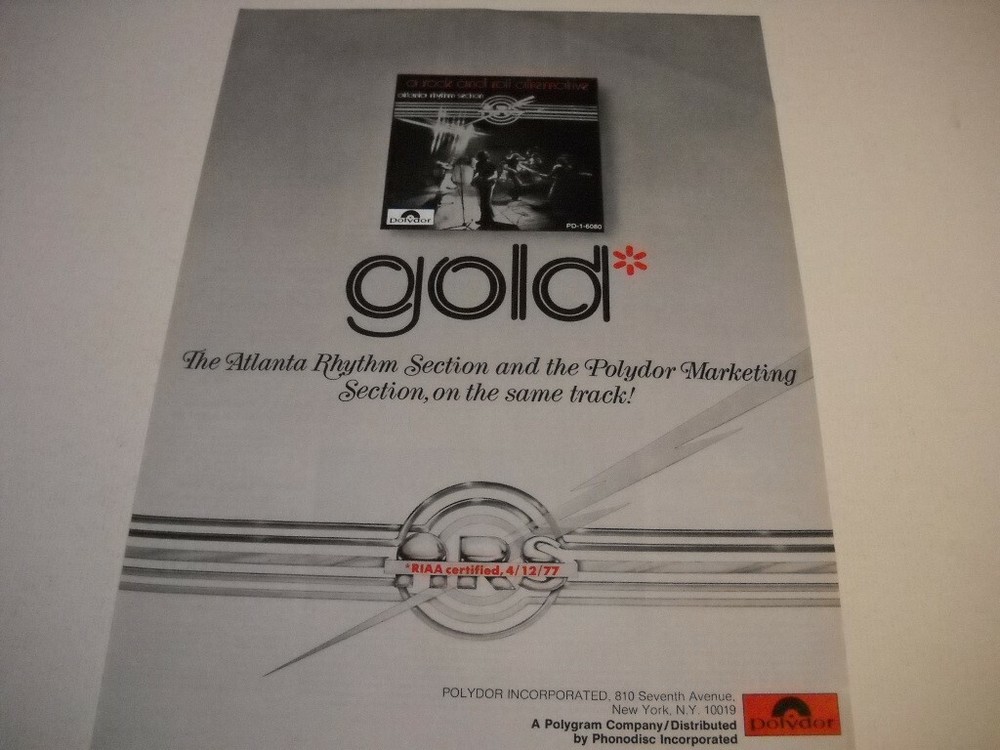 a rock and roll alternative
atlanta rhythm section
Polydor
PD-1-6080
gold*
The Atlanta Rhythm Section and the Polydor Marketing
Section, on the same track!
ARS
*RIAA certified, 4/12/77
POLYDOR INCORPORATED, 810 Seventh Avenue,
New York, N.Y. 10019
A Polygram Company/Distributed
by Phonodisc Incorporated
Polydor